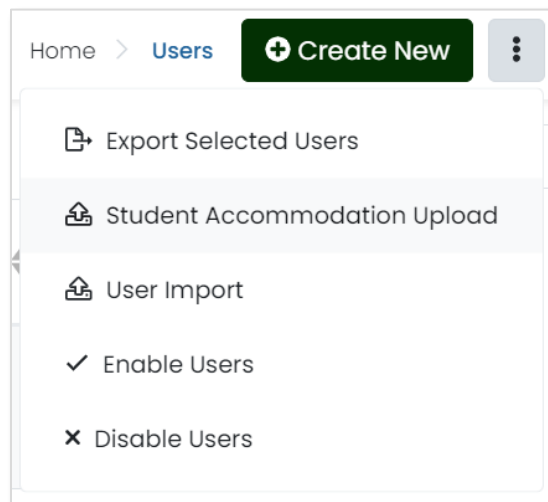 Home > Users Create New
Export Selected Users
Student Accommodation Upload
User Import
Enable Users
Disable Users